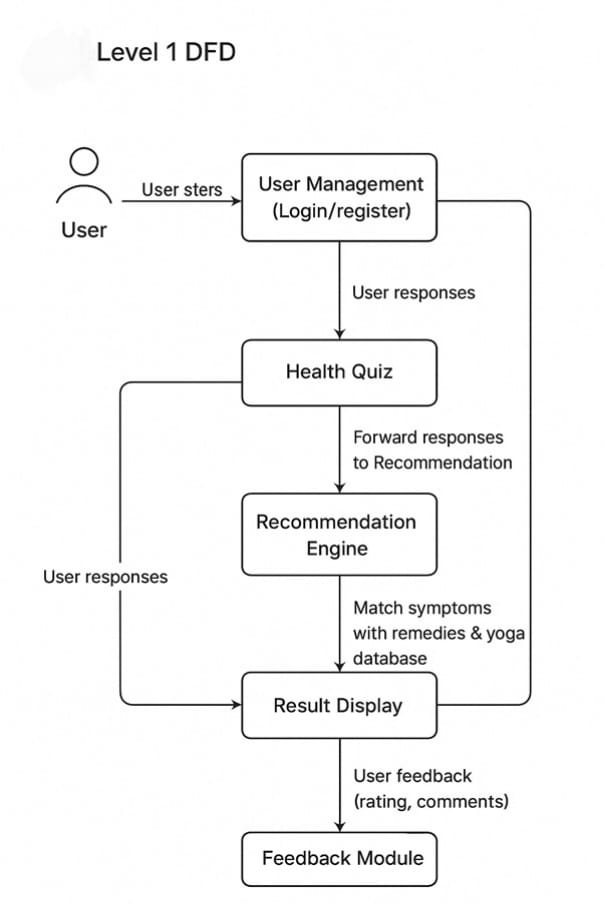 Level 1 DFD
User sters
User
User Management
(Login/register)
User responses
Health Quiz
Forward responses
to Recommendation
Recommendation
Engine
User responses
Match symptoms
with remedies & yoga
database
Result Display
User feedback
(rating, comments)
Feedback Module